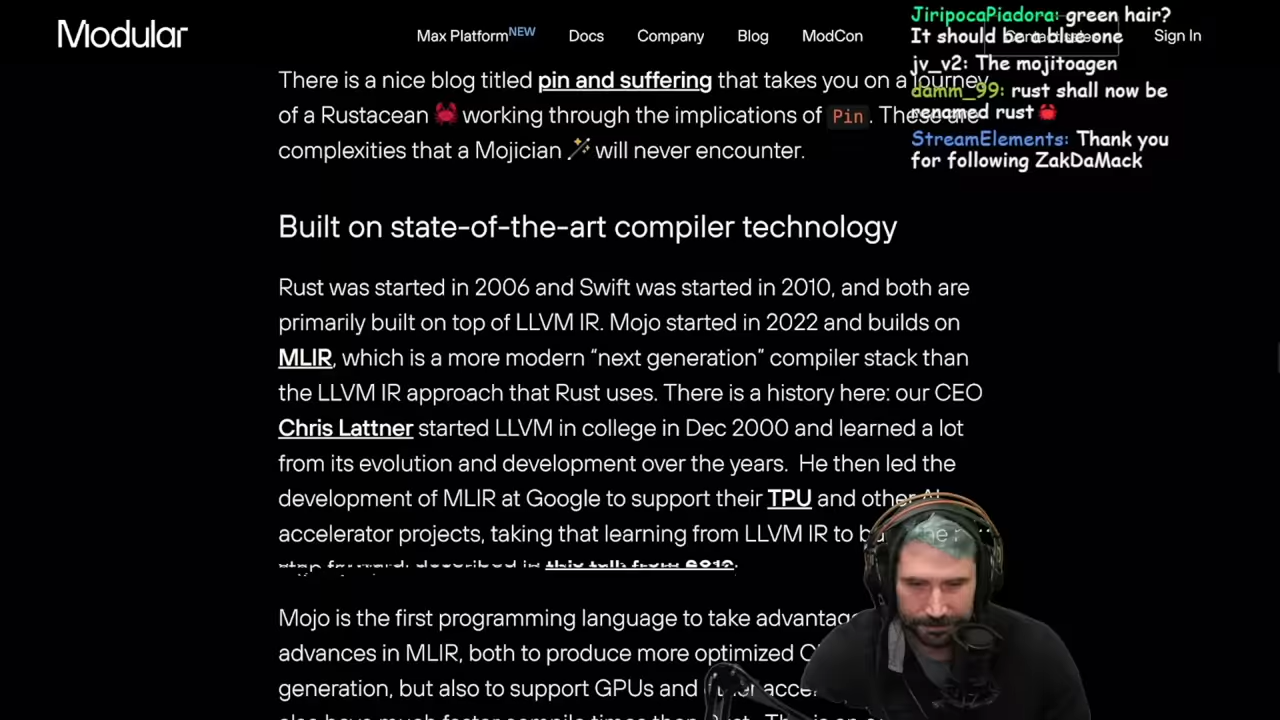 Modular
Max Platform NEW
Docs
Company
Blog
ModCon
Sign In
JiripocaPiadora: green hair?
It should be a blue one
jv_v2: The mojitoagen
damm_99: rust shall now be
renamed rust 🦀
StreamElements: Thank you
for following ZakDaMack
There is a nice blog titled pin and suffering that takes you on a journey
of a Rustacean 🦀 working through the implications of Pin. These are
complexities that a Mojician 🪄 will never encounter.
Built on state-of-the-art compiler technology
Rust was started in 2006 and Swift was started in 2010, and both are
primarily built on top of LLVM IR. Mojo started in 2022 and builds on
MLIR, which is a more modern “next generation” compiler stack than
the LLVM IR approach that Rust uses. There is a history here: our CEO
Chris Lattner started LLVM in college in Dec 2000 and learned a lot
from its evolution and development over the years. He then led the
development of MLIR at Google to support their TPU and other AI
accelerator projects, taking that learning from LLVM IR to
Mojo is the first programming language to take
advances in MLIR, both to produce more optimized
generation, but also to support GPUs and other